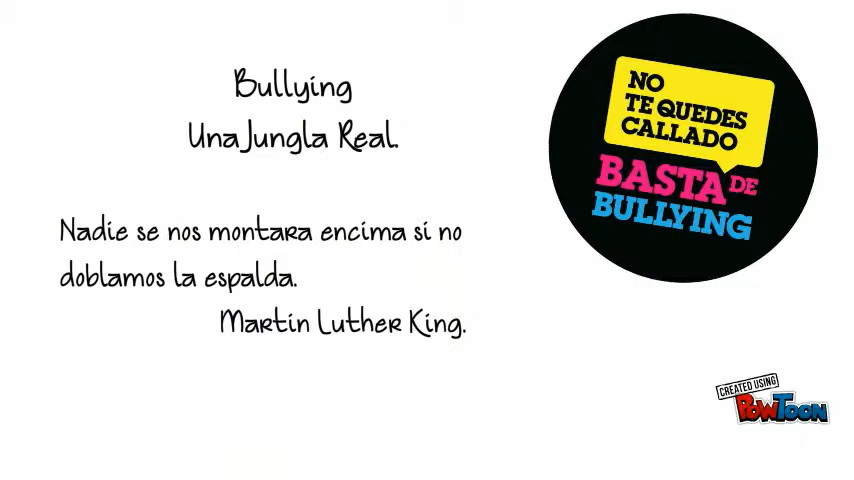 Bullying
Una Jungla Real.
Nadie se nos montara encima si no
doblamos la espalda.
Martin Luther King.
NO
TE QUEDES
CALLADO
BASTA DE
BULLYING
CREATED USING
POWTOON